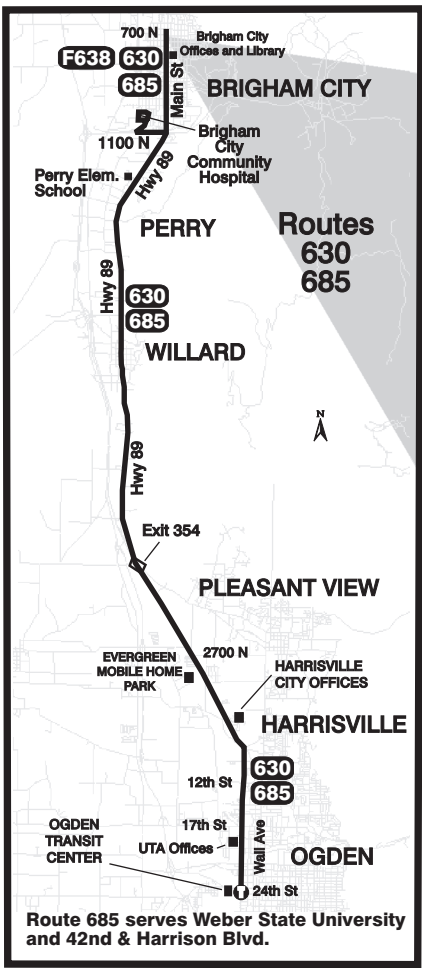 700 N
Brigham City
Offices and Library
F638 630
685
Main St
BRIGHAM CITY
1100 N
Brigham
City
Community
Hospital
Hwy 89
Perry Elem.
School
PERRY
Routes
630
685
Hwy 89
630
685
WILLARD
N
Hwy 89
Exit 354
PLEASANT VIEW
2700 N
EVERGREEN
MOBILE HOME
PARK
HARRISVILLE
CITY OFFICES
HARRISVILLE
12th St
630
685
17th St
UTA Offices
Wall Ave
OGDEN
TRANSIT
CENTER
OGDEN
T
24th St
Route 685 serves Weber State University
and 42nd & Harrison Blvd.